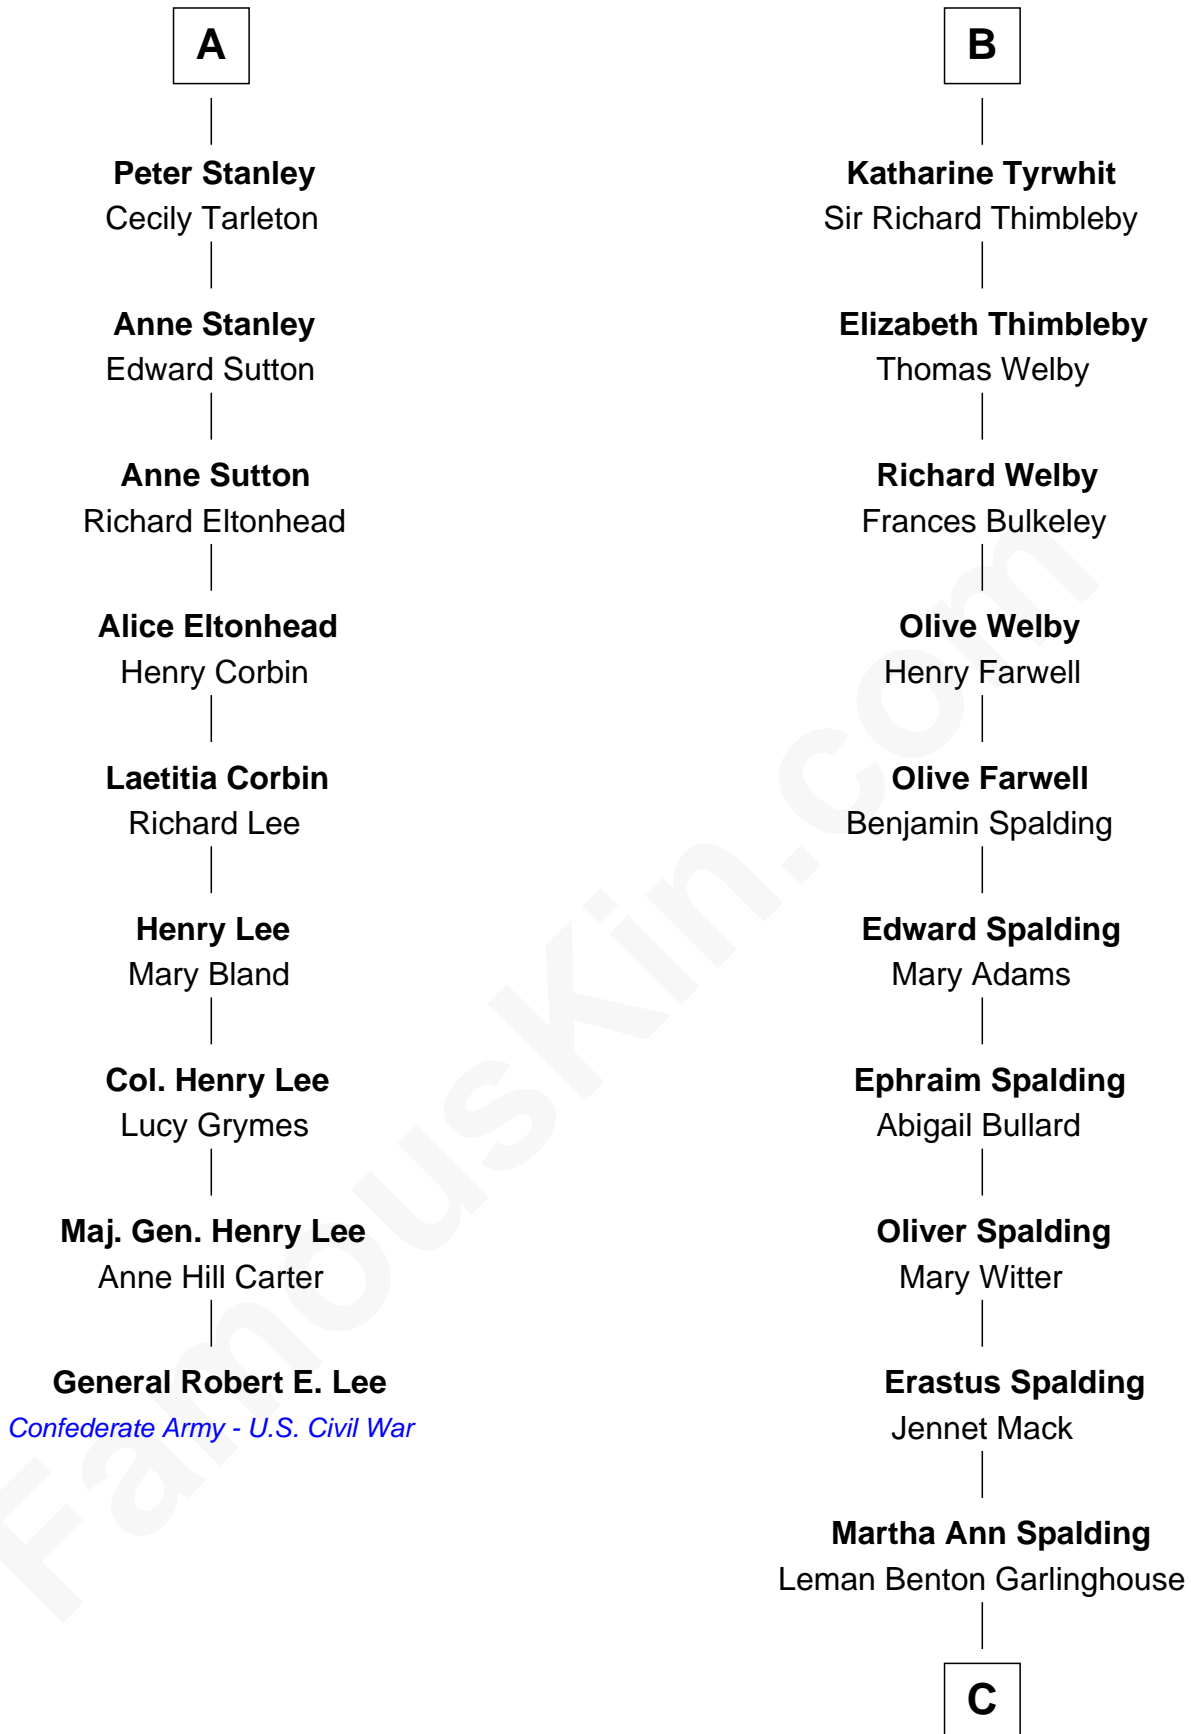 A
Peter Stanley
Cecily Tarleton
Anne Stanley
Edward Sutton
Anne Sutton
Richard Eltonhead
Alice Eltonhead
Henry Corbin
Laetitia Corbin
Richard Lee
Henry Lee
Mary Bland
Col. Henry Lee
Lucy Grymes
Maj. Gen. Henry Lee
Anne Hill Carter
General Robert E. Lee
Confederate Army - U.S. Civil War
B
Katharine Tyrwhit
Sir Richard Thimbleby
Elizabeth Thimbleby
Thomas Welby
Richard Welby
Frances Bulkeley
Olive Welby
Henry Farwell
Olive Farwell
Benjamin Spalding
Edward Spalding
Mary Adams
Ephraim Spalding
Abigail Bullard
Oliver Spalding
Mary Witter
Erastus Spalding
Jennet Mack
Martha Ann Spalding
Leman Benton Garlinghouse
C
FamousKin.com